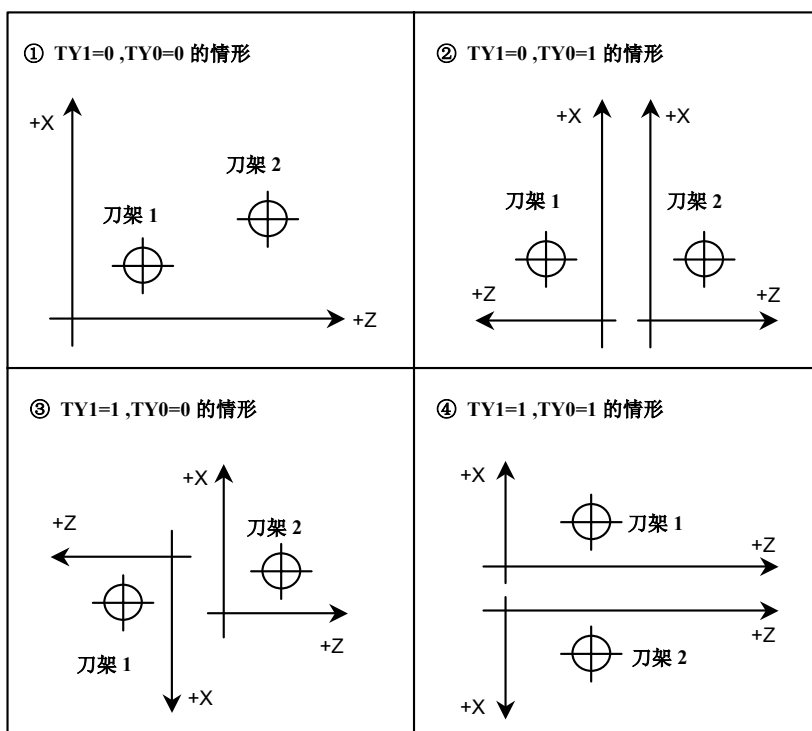 ① TY1=0 ,TY0=0 的情形
+X
刀架 2
刀架 1
+Z
② TY1=0 ,TY0=1 的情形
+X
+X
刀架 1
刀架 2
+Z
+Z
③ TY1=1 ,TY0=0 的情形
+X
+Z
刀架 2
+Z
刀架 1
+X
④ TY1=1 ,TY0=1 的情形
+X
刀架 1
+Z
+Z
刀架 2
+X